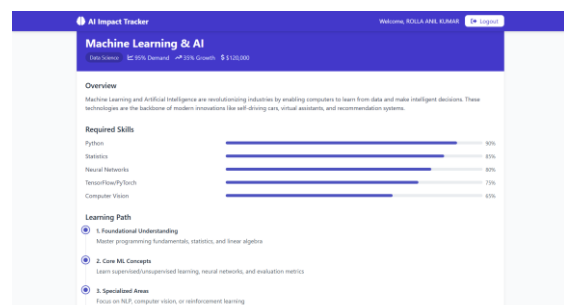 AI Impact Tracker
Welcome, ROLLA ANIL KUMAR
Logout
Machine Learning & AI
Data Science 95% Demand 35% Growth $ $120,000
Overview
Machine Learning and Artificial Intelligence are revolutionizing industries by enabling computers to learn from data and make intelligent decisions. These
technologies are the backbone of modern innovations like self-driving cars, virtual assistants, and recommendation systems.
Required Skills
Python 90%
Statistics 85%
Neural Networks 80%
TensorFlow/PyTorch 75%
Computer Vision 65%
Learning Path
1. Foundational Understanding
Master programming fundamentals, statistics, and linear algebra
2. Core ML Concepts
Learn supervised/unsupervised learning, neural networks, and evaluation metrics
3. Specialized Areas
Focus on NLP, computer vision, or reinforcement learning